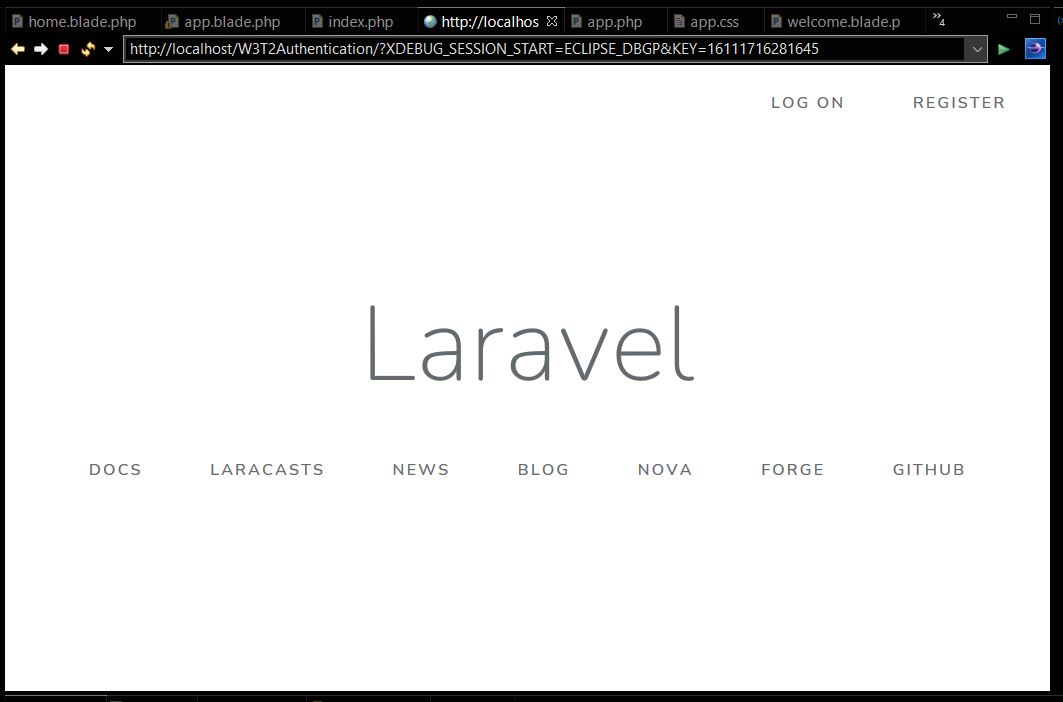 home.blade.php app.blade.php index.php http://localhos app.php app.css welcome.blade.p 4
http://localhost/W3T2Authentication/?XDEBUG_SESSION_START=ECLIPSE_DBGP&KEY=16111716281645
LOG ON REGISTER
Laravel
DOCS LARACASTS NEWS BLOG NOVA FORGE GITHUB